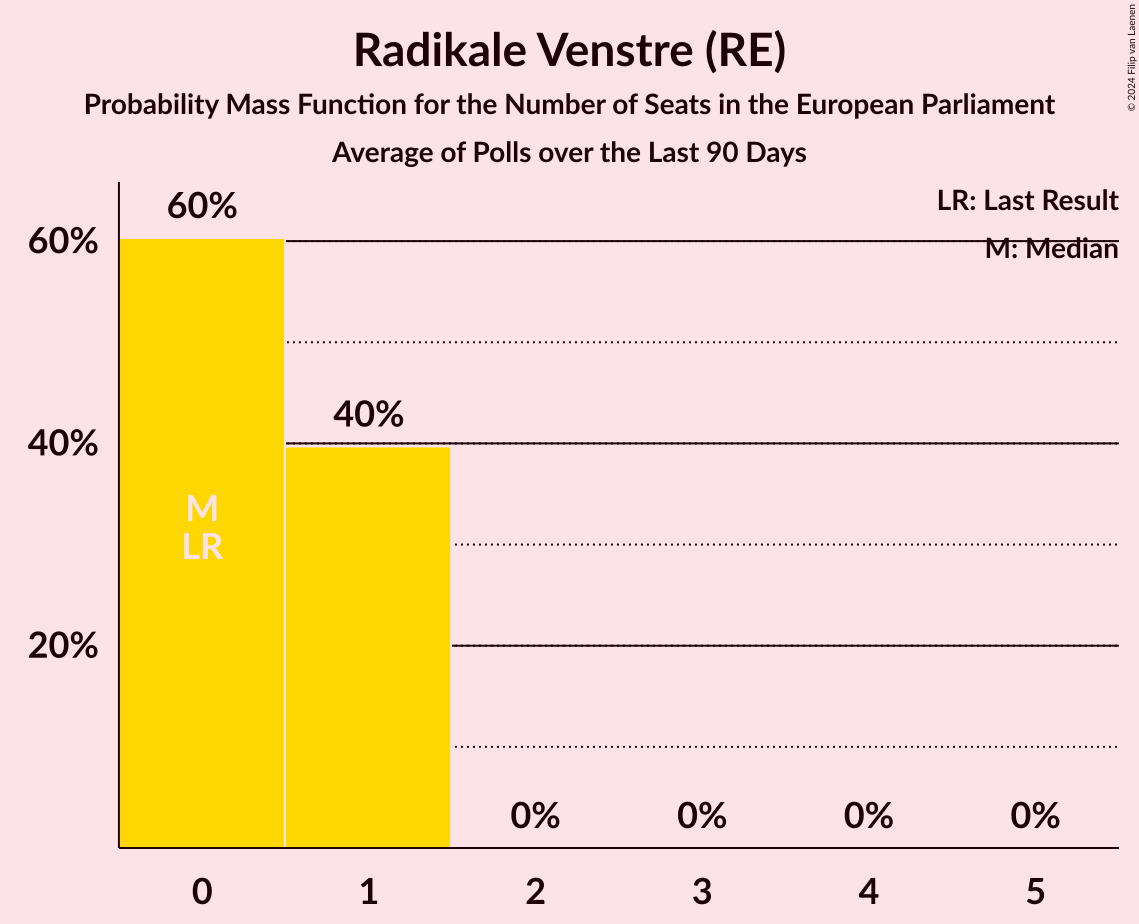 Radikale Venstre (RE)
Probability Mass Function for the Number of Seats in the European Parliament
Average of Polls over the Last 90 Days
© 2024 Filip van Laenen
LR: Last Result
M: Median
60%
40%
20%
60%
40%
0%
0%
0%
0%
M
LR
0
1
2
3
4
5